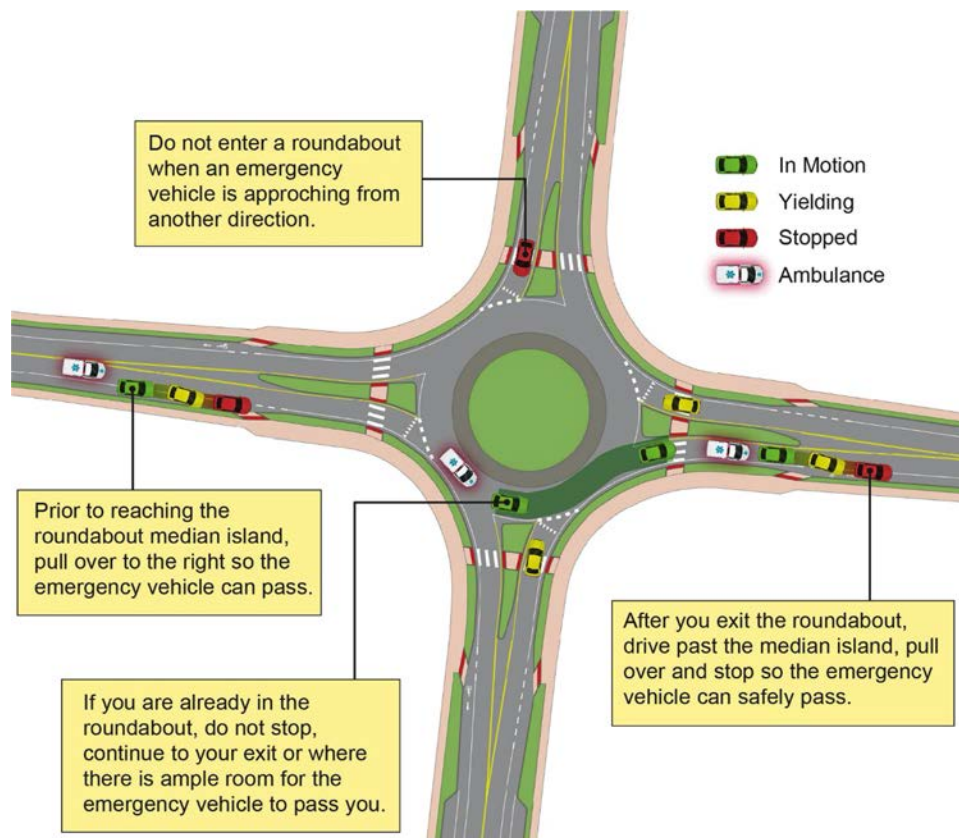 Do not enter a roundabout
when an emergency
vehicle is approching from
another direction.
In Motion
Yielding
Stopped
Ambulance
Prior to reaching the
roundabout median island,
pull over to the right so the
emergency vehicle can pass.
After you exit the roundabout,
drive past the median island, pull
over and stop so the emergency
vehicle can safely pass.
If you are already in the
roundabout, do not stop,
continue to your exit or where
there is ample room for the
emergency vehicle to pass you.